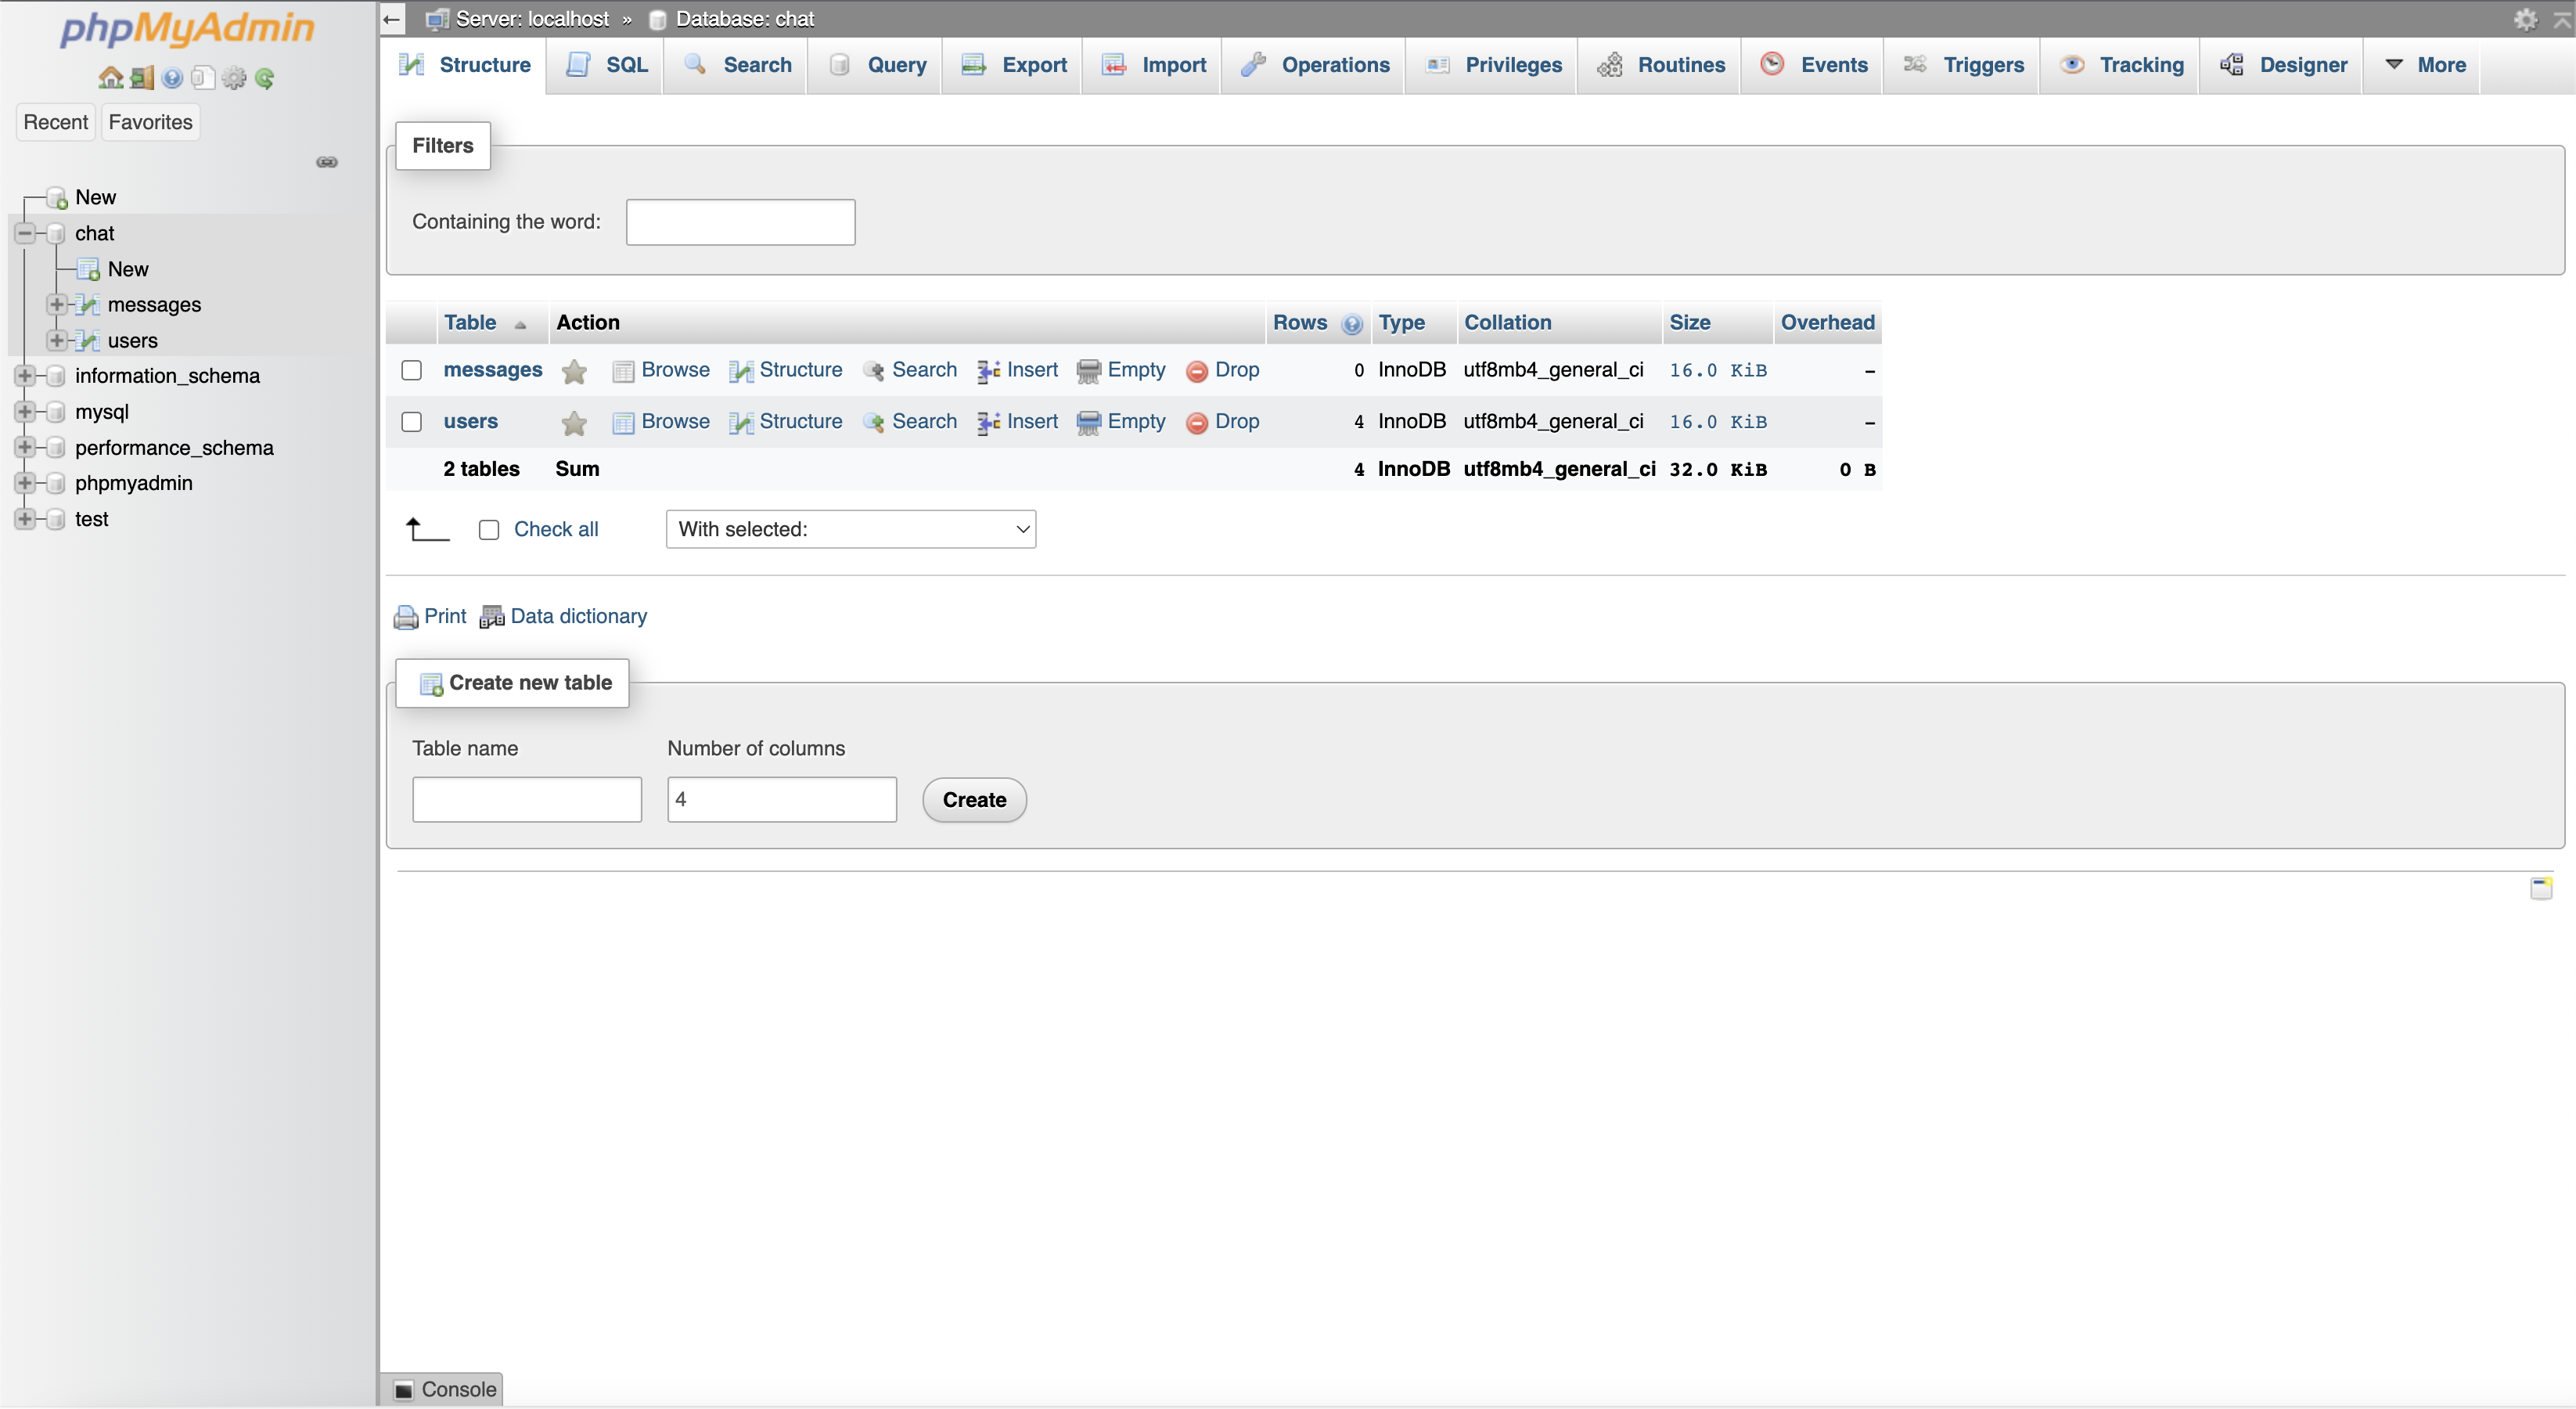 phpMyAdmin
Recent Favorites
New
chat
New
messages
users
information_schema
mysql
performance_schema
phpmyadmin
test
Server: localhost » Database: chat
Structure SQL Search Query Export Import Operations Privileges Routines Events Triggers Tracking Designer More
Filters
Containing the word:
Table Action Rows Type Collation Size Overhead
messages Browse Structure Search Insert Empty Drop 0 InnoDB utf8mb4_general_ci 16.0 KiB –
users Browse Structure Search Insert Empty Drop 4 InnoDB utf8mb4_general_ci 16.0 KiB –
2 tables Sum 4 InnoDB utf8mb4_general_ci 32.0 KiB 0 B
Check all With selected:
Print Data dictionary
Create new table
Table name Number of columns
4 Create
Console